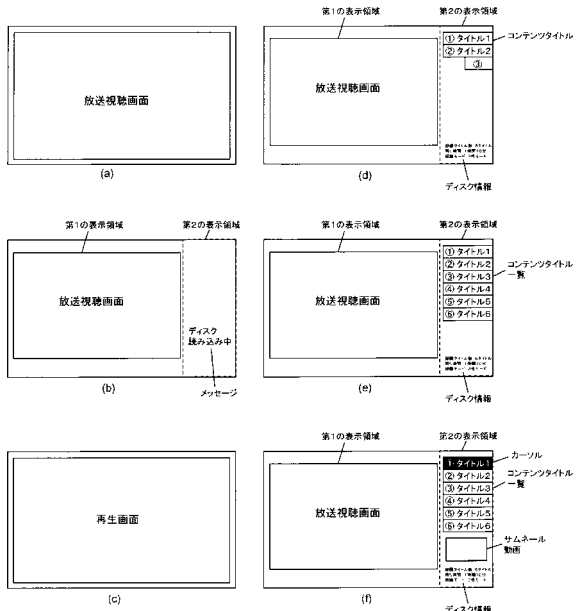 放送視聴画面
(a)
第1の表示領域
第2の表示領域
放送視聴画面
ディスク
読み込み中
メッセージ
(b)
再生画面
(c)
第1の表示領域
第2の表示領域
① タイトル1
② タイトル2
③
コンテンツタイトル
放送視聴画面
ディスク情報
(d)
第1の表示領域
第2の表示領域
① タイトル1
② タイトル2
③ タイトル3
④ タイトル4
⑤ タイトル5
⑥ タイトル6
コンテンツタイトル
一覧
放送視聴画面
ディスク情報
(e)
第1の表示領域
第2の表示領域
カーソル
① タイトル1
② タイトル2
③ タイトル3
④ タイトル4
⑤ タイトル5
⑥ タイトル6
コンテンツタイトル
一覧
放送視聴画面
サムネール
動画
ディスク情報
(f)